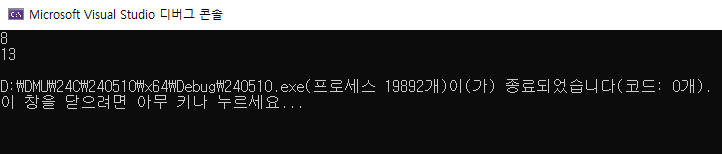 Microsoft Visual Studio 디버그 콘솔
8
13
D:₩DMU₩24C₩240510₩x64₩Debug₩240510.exe(프로세스 19892개)이(가) 종료되었습니다(코드: 0개).
이 창을 닫으려면 아무 키나 누르세요...